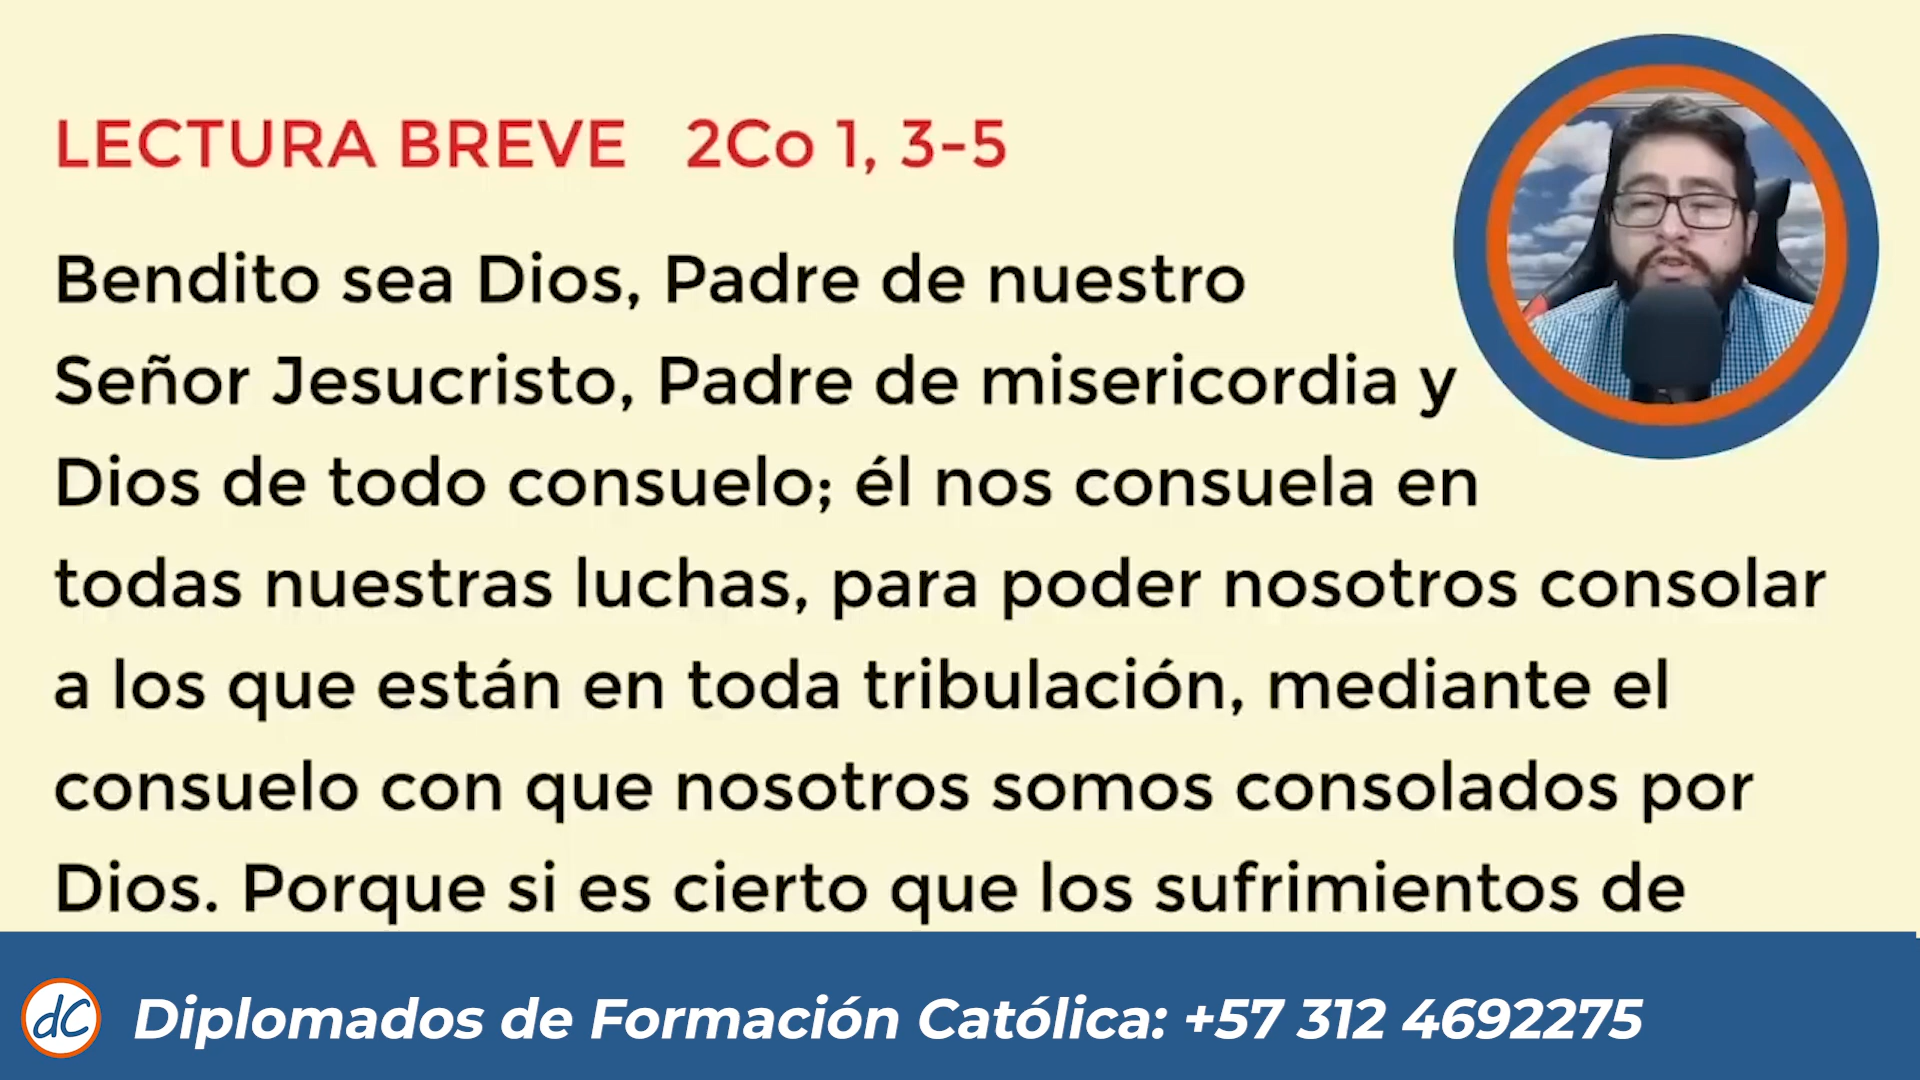 LECTURA BREVE 2Co 1, 3-5
Bendito sea Dios, Padre de nuestro
Señor Jesucristo, Padre de misericordia y
Dios de todo consuelo; él nos consuela en
todas nuestras luchas, para poder nosotros consolar
a los que están en toda tribulación, mediante el
consuelo con que nosotros somos consolados por
Dios. Porque si es cierto que los sufrimientos de
dC Diplomados de Formación Católica: +57 312 4692275